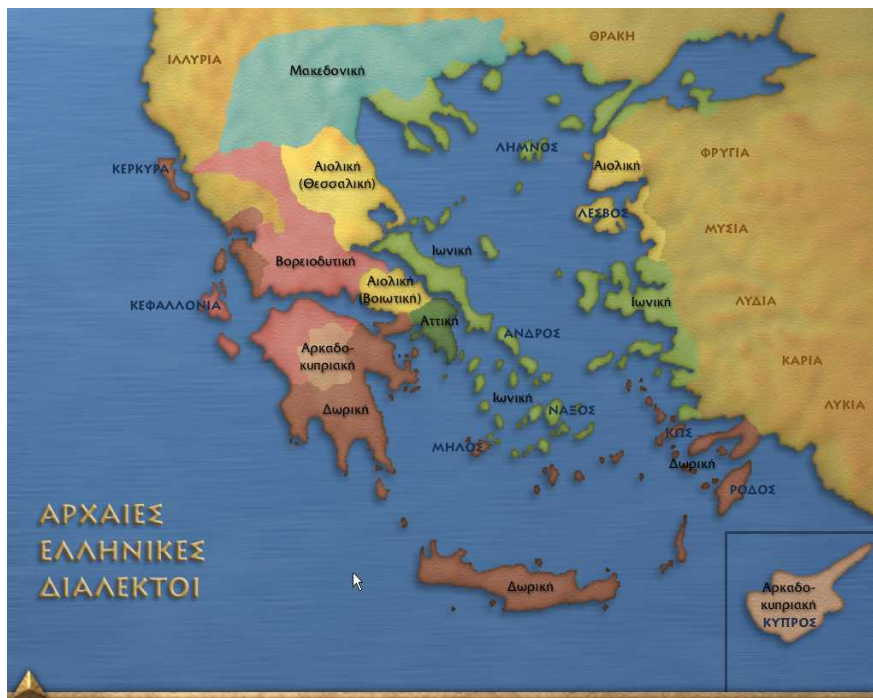 ΘΡΑΚΗ
ΙΛΛΥΡΙΑ
Μακεδονική
ΛΗΜΝΟΣ
ΦΡΥΓΙΑ
ΚΕΡΚΥΡΑ
Αιολική
(Θεσσαλική)
Αιολική
ΛΕΣΒΟΣ
ΜΥΣΙΑ
Ιωνική
Βορειοδυτική
Αιολική
(Βοιωτική)
ΚΕΦΑΛΛΟΝΙΑ
Ιωνική
ΛΥΔΙΑ
Αττική
ΑΝΔΡΟΣ
Αρκαδο-
κυπριακή
ΚΑΡΙΑ
Ιωνική
ΝΑΞΟΣ
Δωρική
ΛΥΚΙΑ
ΜΗΛΟΣ
ΚΩΣ
Δωρική
ΡΟΔΟΣ
ΑΡΧΑΙΕΣ
ΕΛΛΗΝΙΚΕΣ
ΔΙΑΛΕΚΤΟΙ
Δωρική
Αρκαδο-
κυπριακή
ΚΥΠΡΟΣ